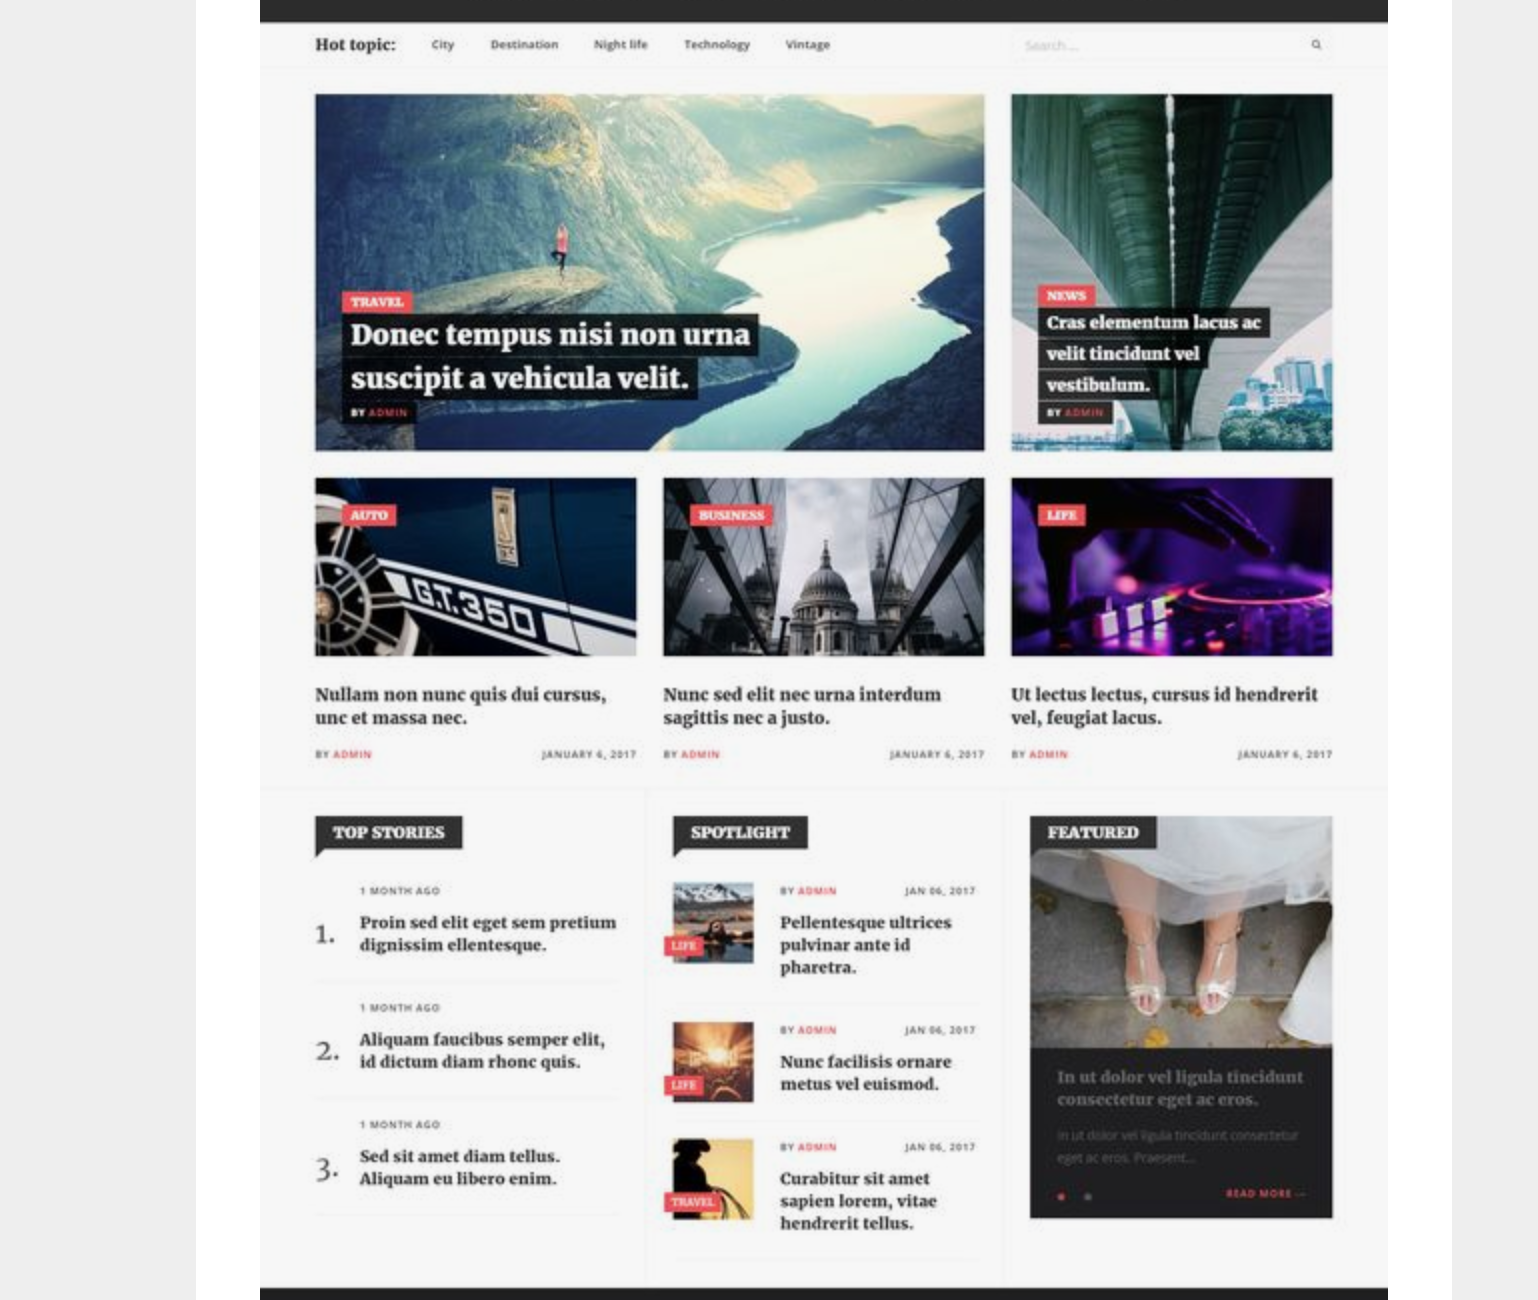 Hot topic: City Destination Night life Technology Vintage Search...
TRAVEL
Donec tempus nisi non urna
suscipit a vehicula velit.
BY ADMIN
NEWS
Cras elementum lacus ac
velit tincidunt vel
vestibulum.
BY ADMIN
AUTO
G.T.350
BUSINESS
LIFE
Nullam non nunc quis dui cursus,
unc et massa nec.
BY ADMIN JANUARY 6, 2017
Nunc sed elit nec urna interdum
sagittis nec a justo.
BY ADMIN JANUARY 6, 2017
Ut lectus lectus, cursus id hendrerit
vel, feugiat lacus.
BY ADMIN JANUARY 6, 2017
TOP STORIES
1 MONTH AGO
1. Proin sed elit eget sem pretium
dignissim ellentesque.
1 MONTH AGO
2. Aliquam faucibus semper elit,
id dictum diam rhonc quis.
1 MONTH AGO
3. Sed sit amet diam tellus.
Aliquam eu libero enim.
SPOTLIGHT
BY ADMIN JAN 06, 2017
Pellentesque ultrices
pulvinar ante id
pharetra.
LIFE
BY ADMIN JAN 06, 2017
Nunc facilisis ornare
metus vel euismod.
LIFE
BY ADMIN JAN 06, 2017
Curabitur sit amet
sapien lorem, vitae
hendrerit tellus.
TRAVEL
FEATURED
In ut dolor vel ligula tincidunt
consectetur eget ac eros.
In ut dolor vel ligula tincidunt consectetur
eget ac eros. Praesent...
READ MORE —